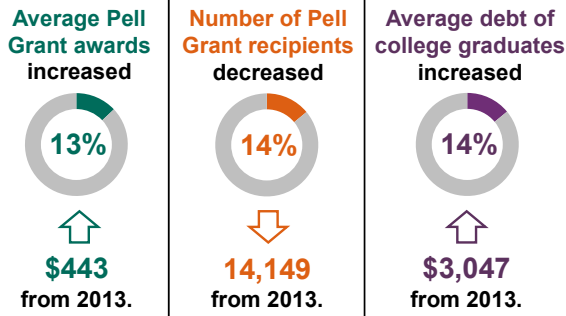 Average Pell
Grant awards
increased
13%
$443
from 2013.
Number of Pell
Grant recipients
decreased
14%
14,149
from 2013.
Average debt of
college graduates
increased
14%
$3,047
from 2013.